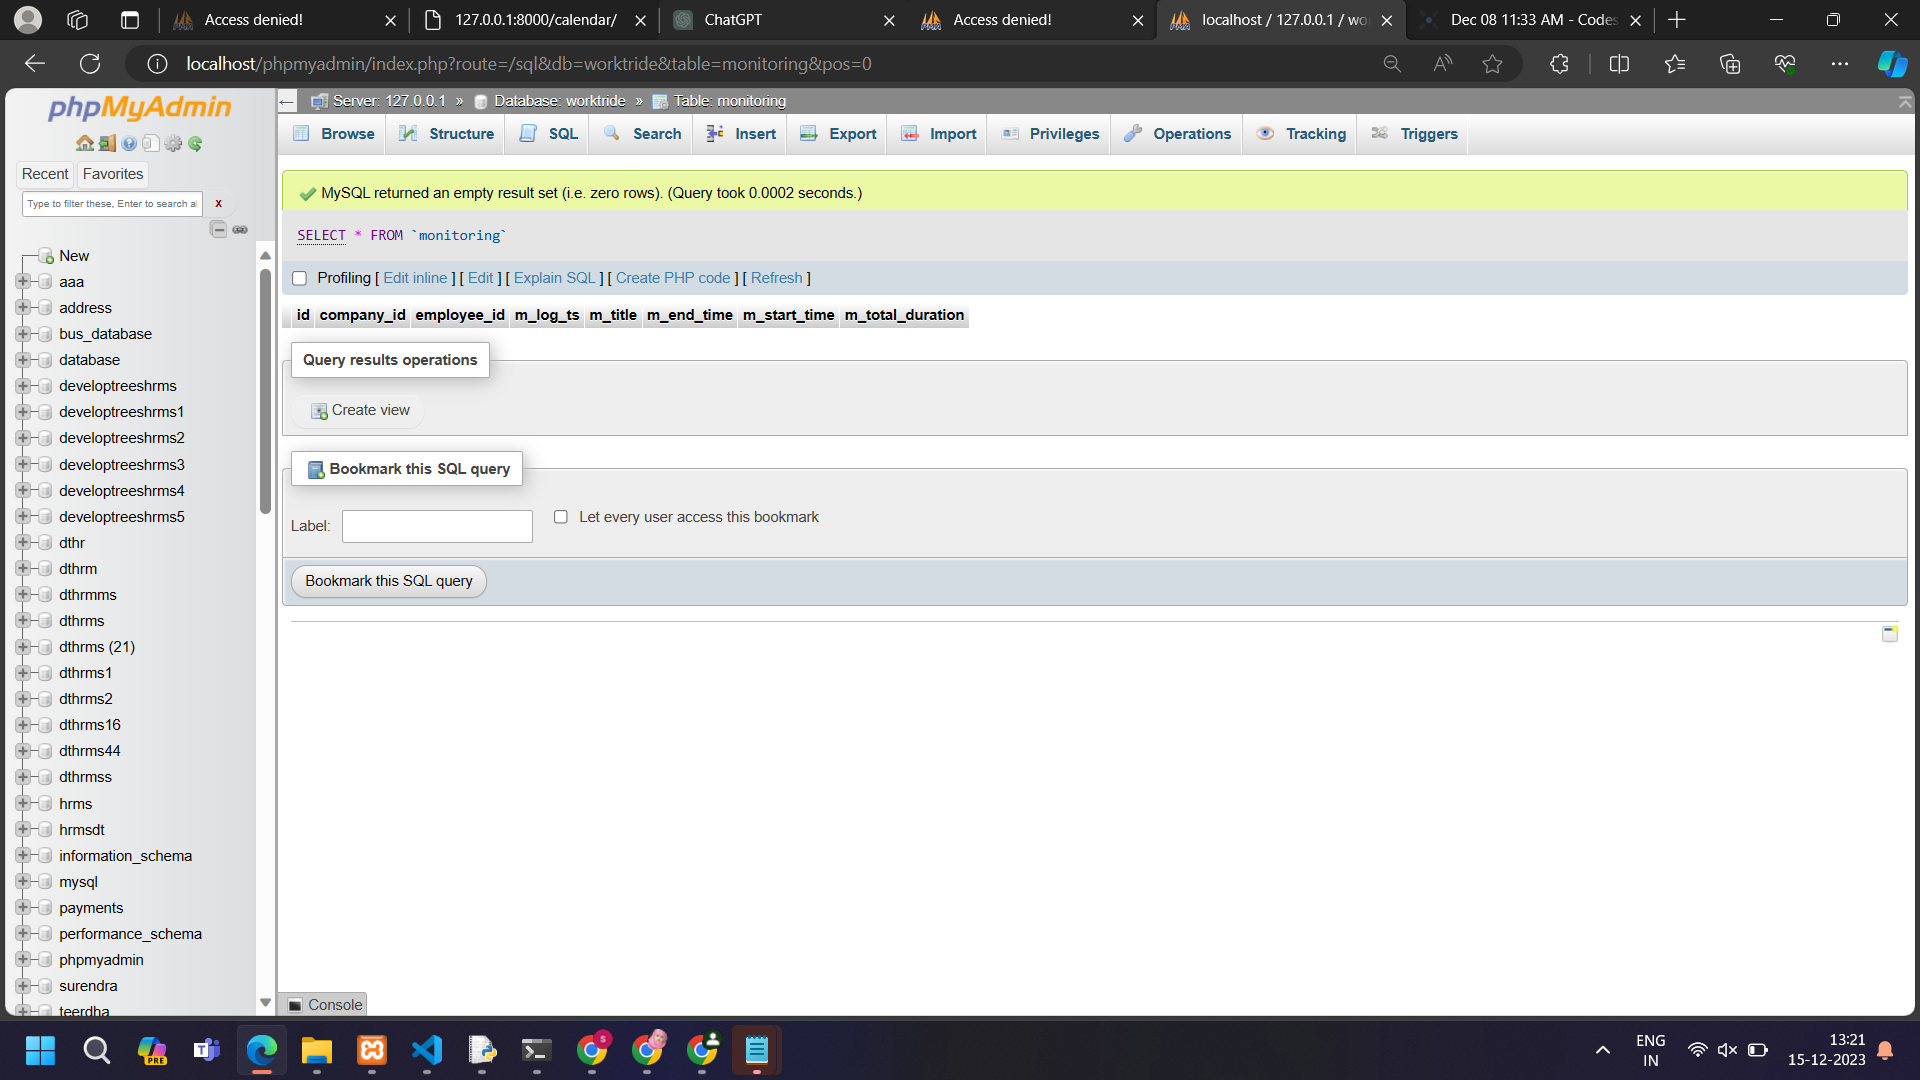 Access denied!
127.0.0.1:8000/calendar/
ChatGPT
Access denied!
localhost / 127.0.0.1 / wo
Dec 08 11:33 AM - Codes
localhost/phpmyadmin/index.php?route=/sql&db=worktride&table=monitoring&pos=0
phpMyAdmin
Recent
Favorites
Type to filter these, Enter to search al
x
New
aaa
address
bus_database
database
developtreeshrms
developtreeshrms1
developtreeshrms2
developtreeshrms3
developtreeshrms4
developtreeshrms5
dthr
dthrm
dthrmms
dthrms
dthrms (21)
dthrms1
dthrms2
dthrms16
dthrms44
dthrmss
hrms
hrmsdt
information_schema
mysql
payments
performance_schema
phpmyadmin
surendra
teerdha
Server: 127.0.0.1 » Database: worktride » Table: monitoring
Browse
Structure
SQL
Search
Insert
Export
Import
Privileges
Operations
Tracking
Triggers
MySQL returned an empty result set (i.e. zero rows). (Query took 0.0002 seconds.)
SELECT * FROM `monitoring`
Profiling [ Edit inline ] [ Edit ] [ Explain SQL ] [ Create PHP code ] [ Refresh ]
id company_id employee_id m_log_ts m_title m_end_time m_start_time m_total_duration
Query results operations
Create view
Bookmark this SQL query
Label:
Let every user access this bookmark
Bookmark this SQL query
Console
PRE
S
ENG
IN
13:21
15-12-2023